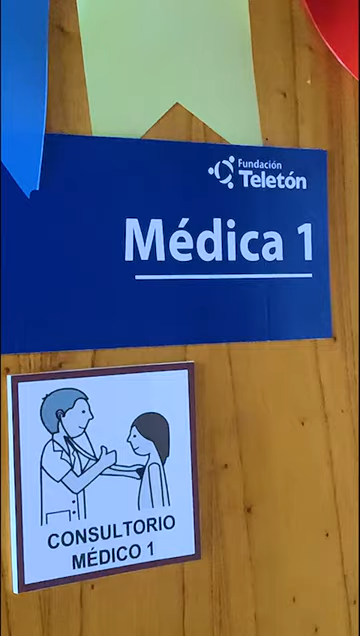 Fundación
Teletón
Médica 1
CONSULTORIO
MÉDICO 1